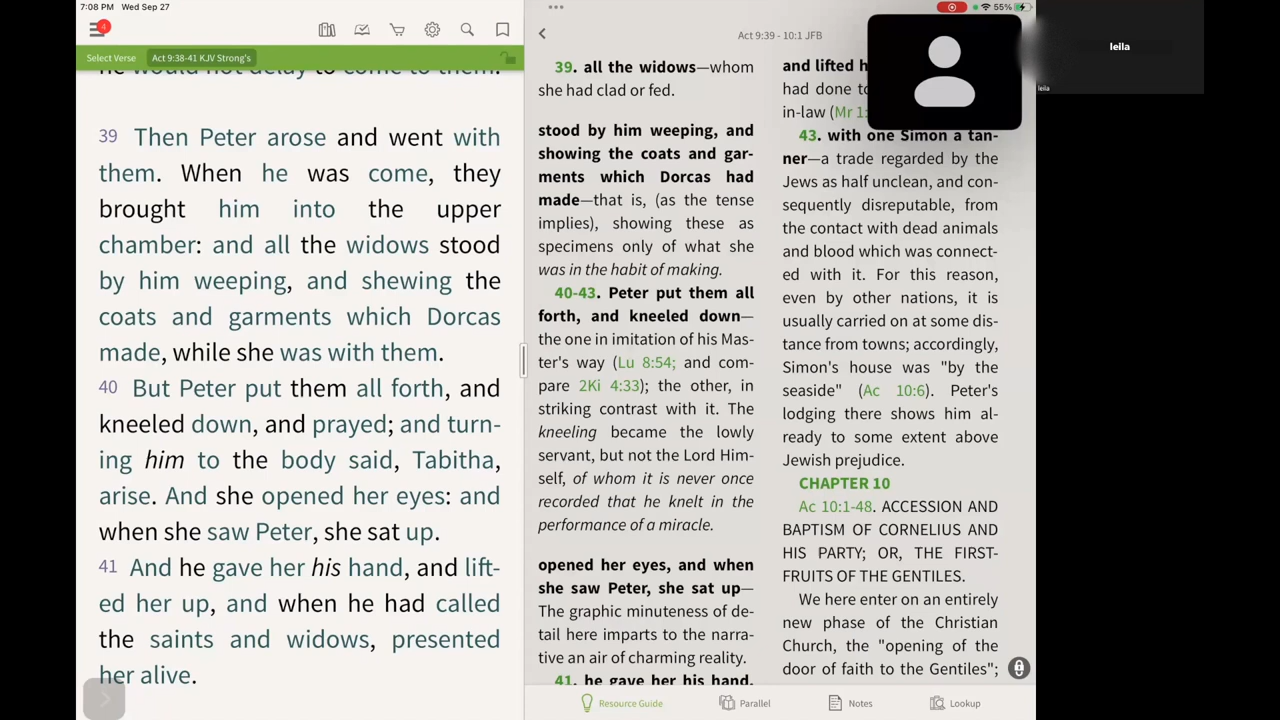 7:08 PM Wed Sep 27
55%
4
Select Verse
Act 9:38-41 KJV Strong's
he would not delay to come to them.
39 Then Peter arose and went with
them. When he was come, they
brought him into the upper
chamber: and all the widows stood
by him weeping, and shewing the
coats and garments which Dorcas
made, while she was with them.
40 But Peter put them all forth, and
kneeled down, and prayed; and turn-
ing him to the body said, Tabitha,
arise. And she opened her eyes: and
when she saw Peter, she sat up.
41 And he gave her his hand, and lift-
ed her up, and when he had called
the saints and widows, presented
her alive.
Act 9:39 - 10:1 JFB
39. all the widows—whom
she had clad or fed.
stood by him weeping, and
showing the coats and gar-
ments which Dorcas had
made—that is, (as the tense
implies), showing these as
specimens only of what she
was in the habit of making.
40-43. Peter put them all
forth, and kneeled down—
the one in imitation of his Mas-
ter's way (Lu 8:54; and com-
pare 2Ki 4:33); the other, in
striking contrast with it. The
kneeling became the lowly
servant, but not the Lord Him-
self, of whom it is never once
recorded that he knelt in the
performance of a miracle.
opened her eyes, and when
she saw Peter, she sat up—
The graphic minuteness of de-
tail here imparts to the narra-
tive an air of charming reality.
41. he gave her his hand,
and lifted h
had done to
in-law (Mr 1:
43. with one Simon a tan-
ner—a trade regarded by the
Jews as half unclean, and con-
sequently disreputable, from
the contact with dead animals
and blood which was connect-
ed with it. For this reason,
even by other nations, it is
usually carried on at some dis-
tance from towns; accordingly,
Simon's house was "by the
seaside" (Ac 10:6). Peter's
lodging there shows him al-
ready to some extent above
Jewish prejudice.
CHAPTER 10
Ac 10:1-48. ACCESSION AND
BAPTISM OF CORNELIUS AND
HIS PARTY; OR, THE FIRST-
FRUITS OF THE GENTILES.
We here enter on an entirely
new phase of the Christian
Church, the "opening of the
door of faith to the Gentiles";
Resource Guide
Parallel
Notes
Lookup
leila
leila